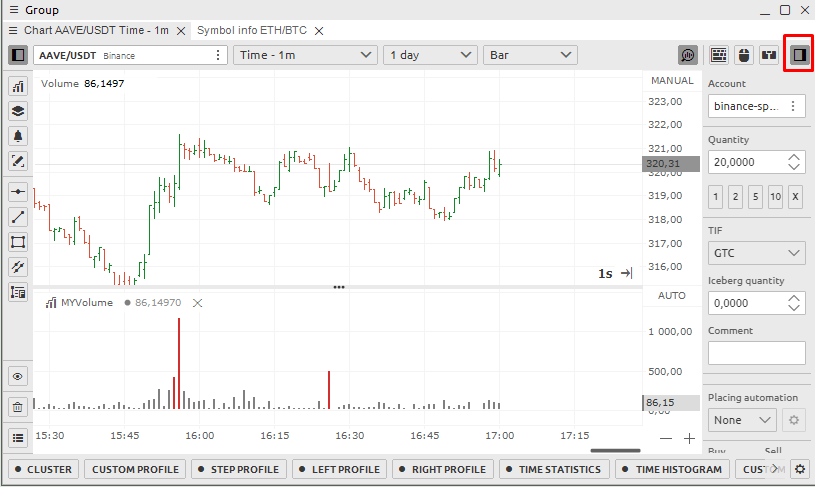 Group
Chart AAVE/USDT Time - 1m
Symbol info ETH/BTC
AAVE/USDT Binance
Time - 1m
1 day
Bar
Volume 86,1497
MANUAL
323,00
322,00
321,00
320,31
320,00
319,00
318,00
317,00
316,00
1s
MYVolume 86,14970
AUTO
1 000,00
500,00
86,15
0,00
15:30 15:45 16:00 16:15 16:30 16:45 17:00 17:15
Account
binance-sp...
Quantity
20,0000
1 2 5 10 X
TIF
GTC
Iceberg quantity
0,0000
Comment
Placing automation
None
Buy Sell
CLUSTER CUSTOM PROFILE STEP PROFILE LEFT PROFILE RIGHT PROFILE TIME STATISTICS TIME HISTOGRAM CUSTOM